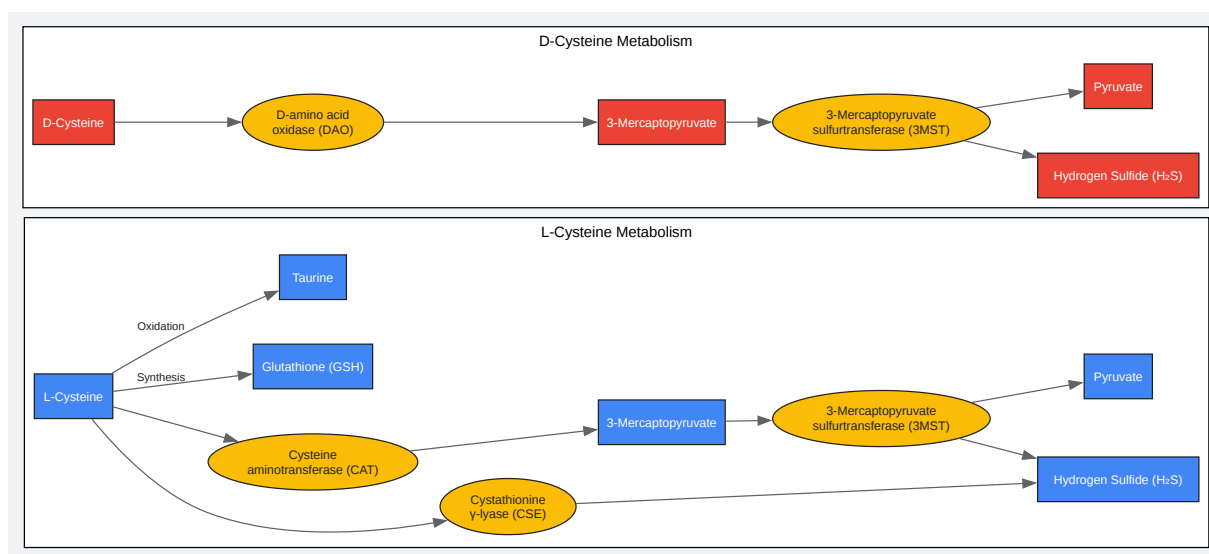 D-Cysteine Metabolism
D-Cysteine
D-amino acid
oxidase (DAO)
3-Mercaptopyruvate
3-Mercaptopyruvate
sulfurtransferase (3MST)
Pyruvate
Hydrogen Sulfide (H₂S)
L-Cysteine Metabolism
Taurine
Oxidation
Glutathione (GSH)
Synthesis
L-Cysteine
Cysteine
aminotransferase (CAT)
3-Mercaptopyruvate
3-Mercaptopyruvate
sulfurtransferase (3MST)
Pyruvate
Hydrogen Sulfide (H₂S)
Cystathionine
γ-lyase (CSE)